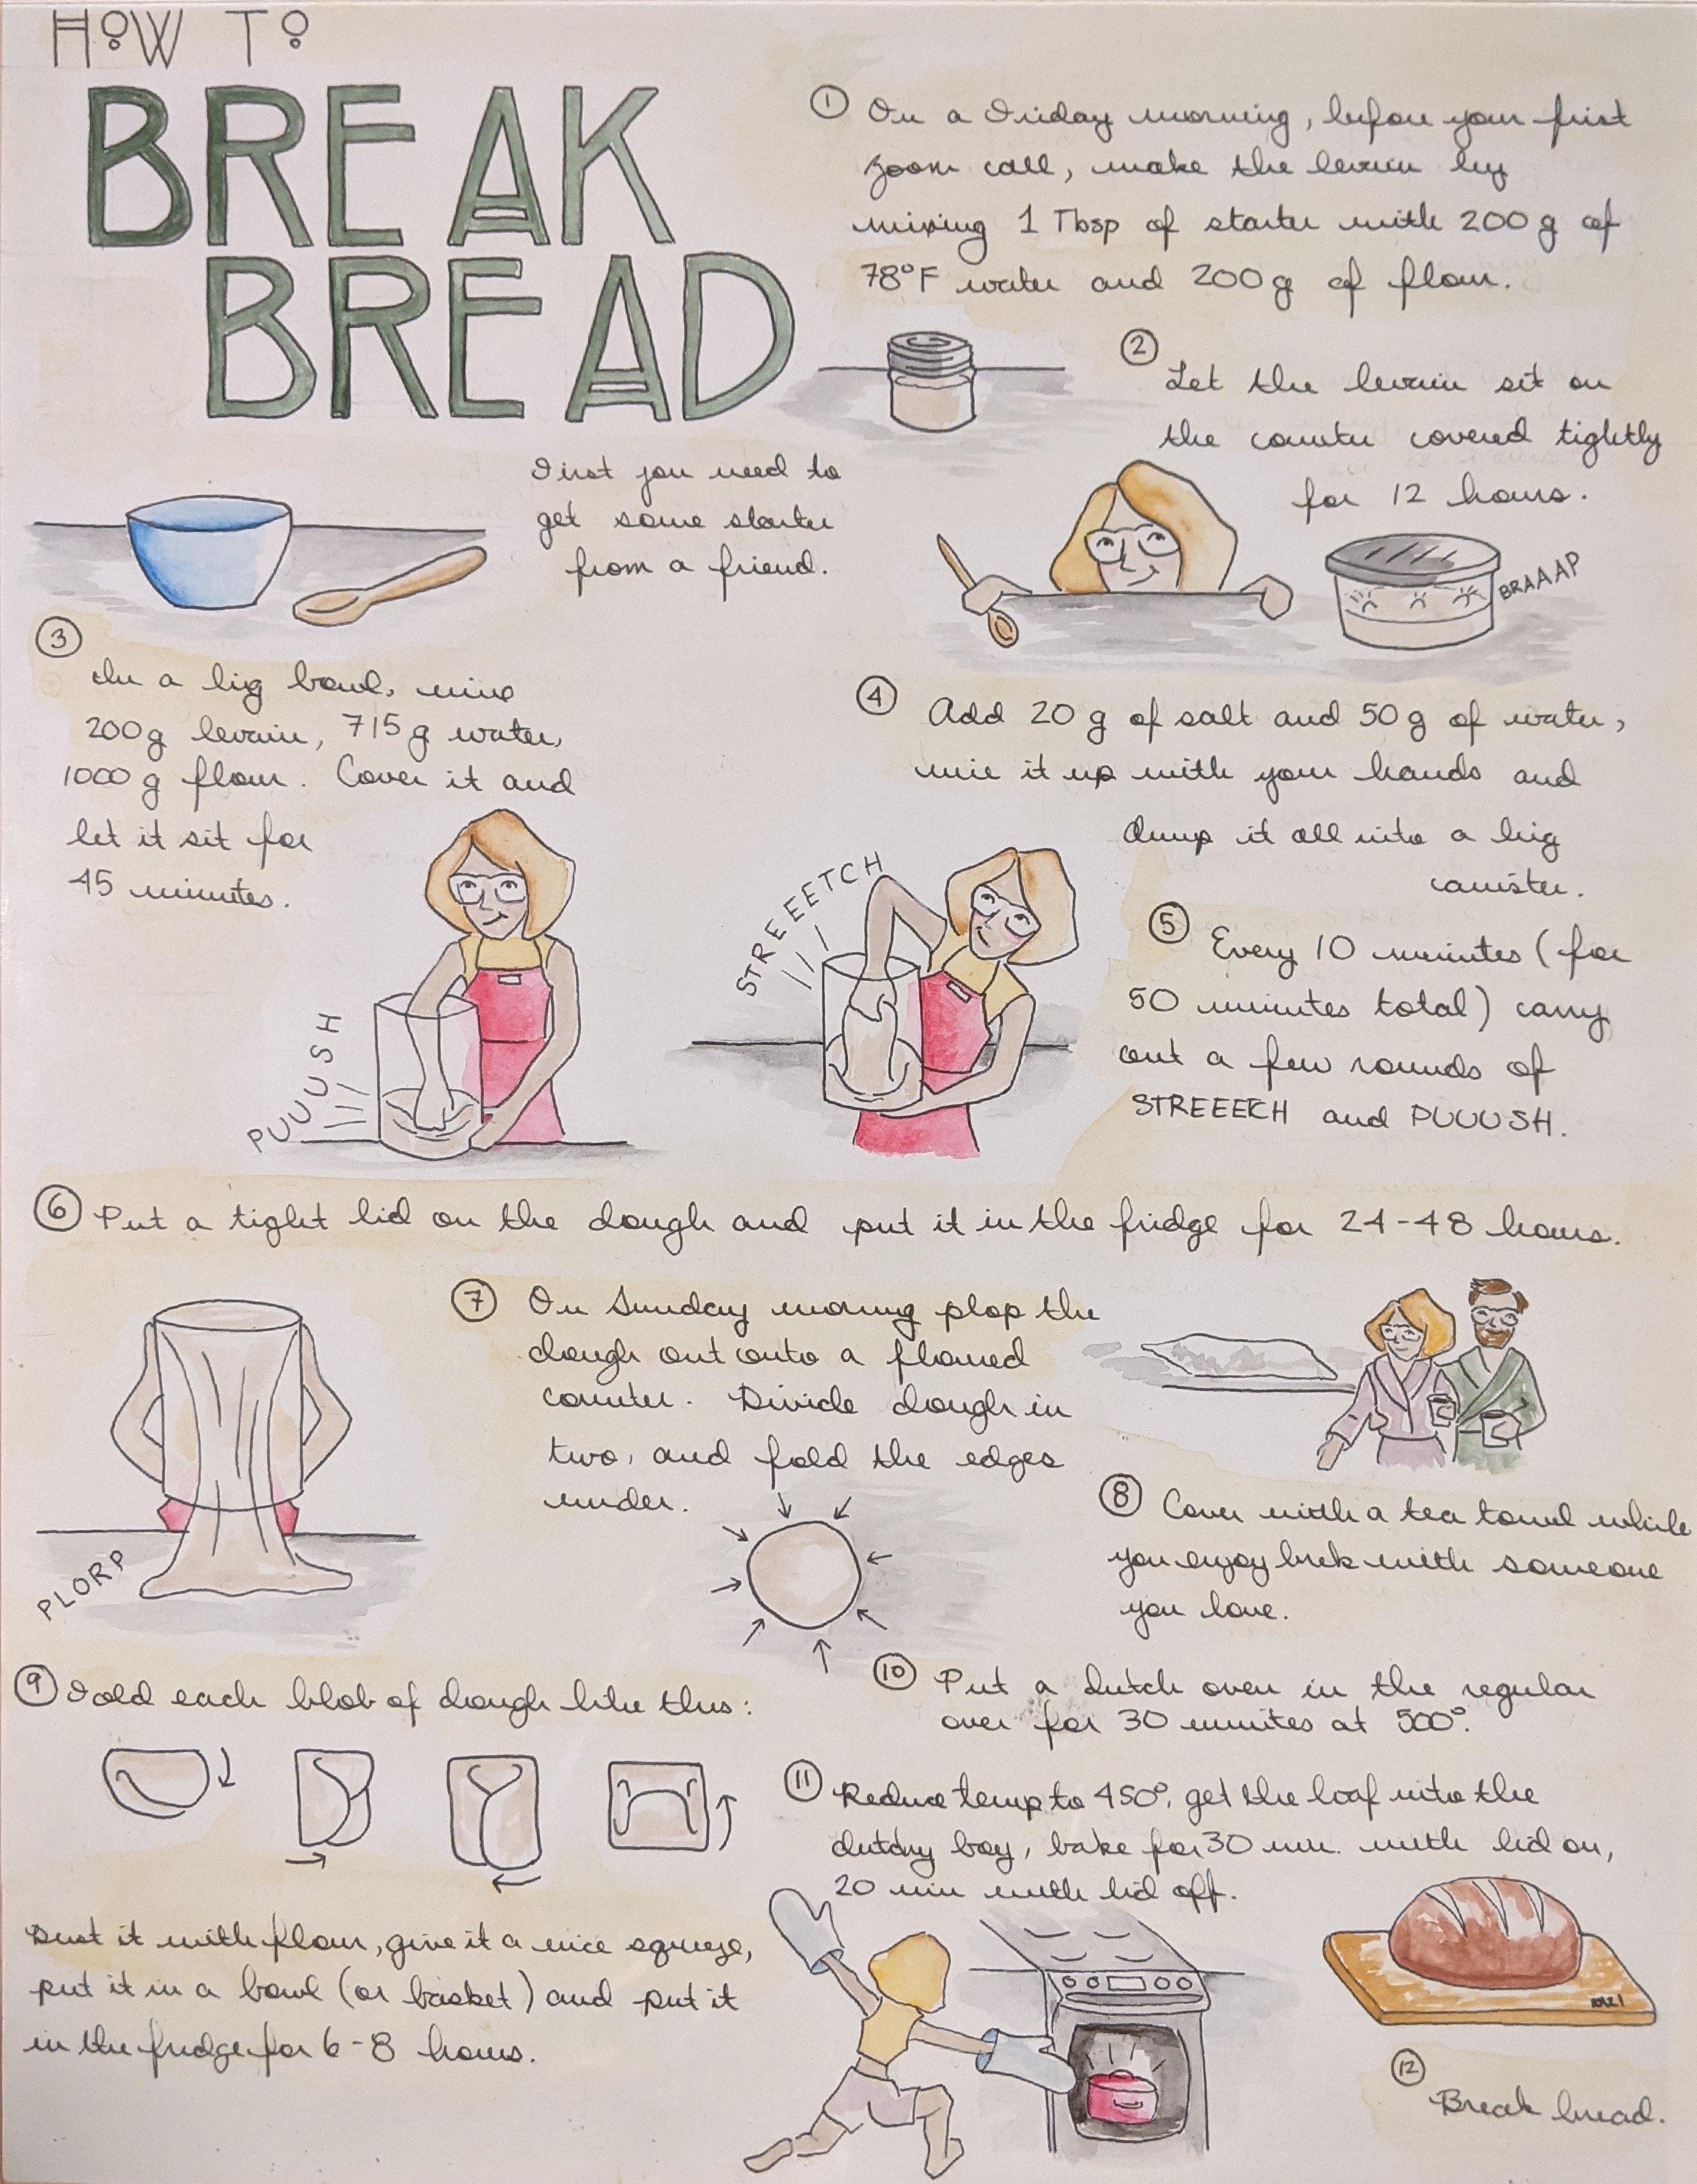 HOW TO
BREAK
BREAD
First you need to
get some starter
from a friend.
1 On a Friday morning, before your first
zoom call, make the levain by
mixing 1 Tbsp of starter with 200 g of
78°F water and 200 g of flour.
2
Let the levain sit on
the counter covered tightly
for 12 hours.
BRAAAP
3
In a big bowl, mix
200g levain, 715 g water,
1000 g flour. Cover it and
let it sit for
45 minutes.
4 Add 20 g of salt and 50 g of water,
mix it up with your hands and
dump it all into a big
canister.
PUUUSH
STREEETCH
5 Every 10 minutes (for
50 minutes total) carry
out a few rounds of
STREEETCH and PUUUSH.
6 Put a tight lid on the dough and put it in the fridge for 24-48 hours.
PLORP
7 On Sunday morning plop the
dough out onto a floured
counter. Divide dough in
two, and fold the edges
under.
8 Cover with a tea towel while
you enjoy brek with someone
you love.
9 Fold each blob of dough like this:
Dust it with flour, give it a nice squeeze,
put it in a bowl (or basket) and put it
in the fridge for 6-8 hours.
10 Put a dutch oven in the regular
over for 30 minutes at 500°.
11 Reduce temp to 450°, get the loaf into the
dutchy boy, bake for 30 min. with lid on,
20 min with lid off.
12
Break bread.